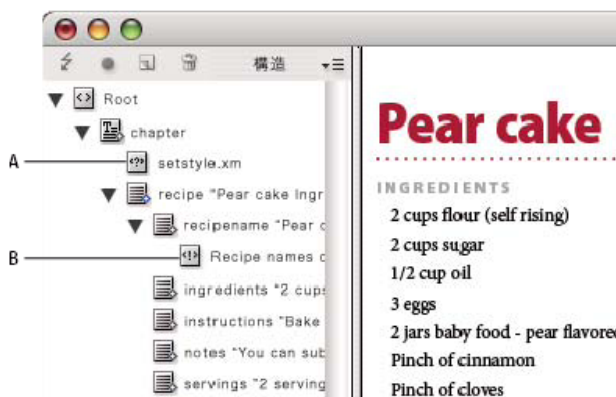 構造
Root
chapter
A
setstyle.xm
recipe "Pear cake Ingr
recipename "Pear c
B
Recipe names c
ingredients "2 cups
instructions "Bake
notes "You can sub
servings "2 serving
Pear cake
INGREDIENTS
2 cups flour (self rising)
2 cups sugar
1/2 cup oil
3 eggs
2 jars baby food - pear flavored
Pinch of cinnamon
Pinch of cloves